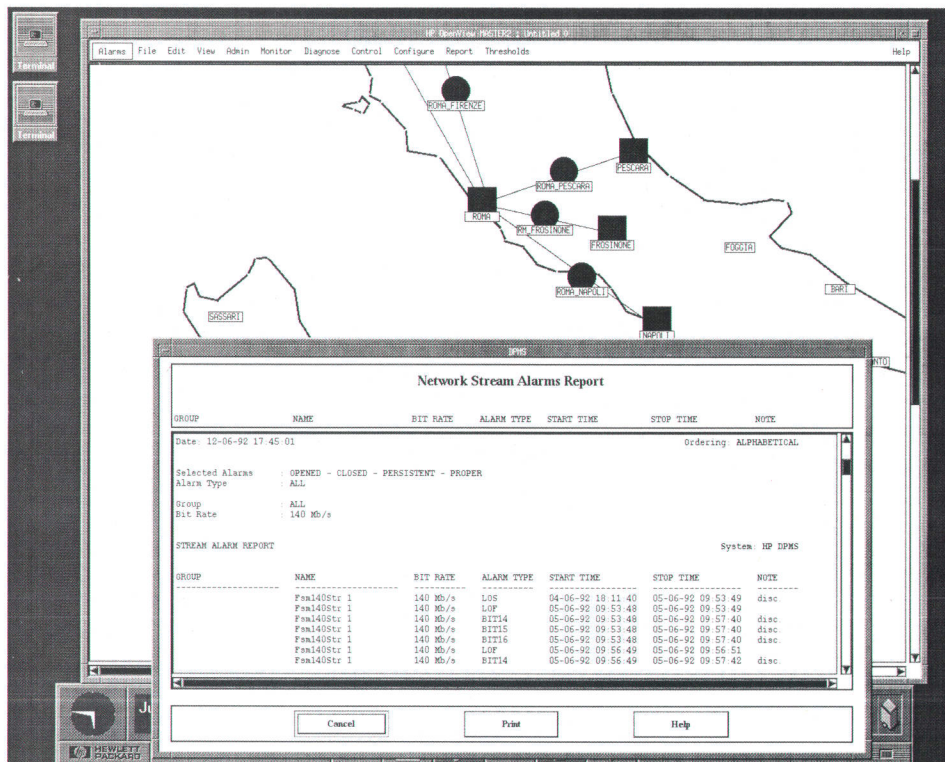 HP OpenView MASTER2 : Untitled 0
Terminal
Terminal
Alarms File Edit View Admin Monitor Diagnose Control Configure Report Thresholds Help
ROMA_FIRENZE
PESCARA
ROMA_PESCARA
ROMA
RM_FROSINONE
FROSINONE
FOGGIA
ROMA_NAPOLI
BARI
SASSARI
NAPOLI
NTO
DPMS
Network Stream Alarms Report
GROUP NAME BIT RATE ALARM TYPE START TIME STOP TIME NOTE
Date: 12-06-92 17:45:01 Ordering: ALPHABETICAL
Selected Alarms : OPENED - CLOSED - PERSISTENT - PROPER
Alarm Type : ALL
Group : ALL
Bit Rate : 140 Mb/s
STREAM ALARM REPORT System: HP DPMS
GROUP NAME BIT RATE ALARM TYPE START TIME STOP TIME NOTE
Fsm140Str 1 140 Mb/s LOS 04-06-92 18:11:40 05-06-92 09:53:49 disc.
Fsm140Str 1 140 Mb/s LOF 05-06-92 09:53:48 05-06-92 09:53:49
Fsm140Str 1 140 Mb/s BIT14 05-06-92 09:53:48 05-06-92 09:57:40 disc.
Fsm140Str 1 140 Mb/s BIT15 05-06-92 09:53:48 05-06-92 09:57:40 disc.
Fsm140Str 1 140 Mb/s BIT16 05-06-92 09:53:48 05-06-92 09:57:40 disc.
Fsm140Str 1 140 Mb/s LOF 05-06-92 09:56:49 05-06-92 09:56:51
Fsm140Str 1 140 Mb/s BIT14 05-06-92 09:56:49 05-06-92 09:57:42 disc.
Cancel Print Help
Ju
hp HEWLETT PACKARD